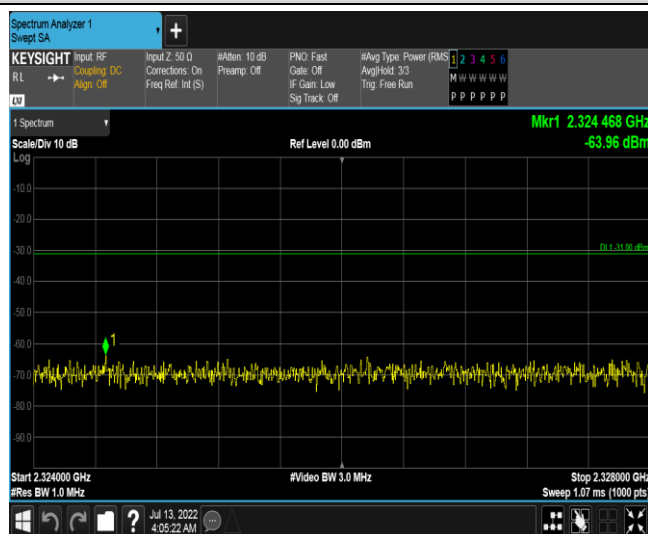 Spectrum Analyzer 1
Swept SA
+
KEYSIGHT Input: RF Input Z: 50 Ω #Atten: 10 dB PNO: Fast #Avg Type: Power (RMS 1 2 3 4 5 6
RL Coupling: DC Corrections: On Preamp: Off Gate: Off Avg|Hold: 3/3 M W W W W W
Align: Off Freq Ref: Int (S) IF Gain: Low Trig: Free Run
Sig Track: Off P P P P P P
LXI
1 Spectrum Mkr1 2.324 468 GHz
Scale/Div 10 dB Ref Level 0.00 dBm -63.96 dBm
Log
-10.0
-20.0
-30.0 DL1 -31.00 dBm
-40.0
-50.0
-60.0
1
-70.0
-80.0
-90.0
Start 2.324000 GHz #Video BW 3.0 MHz Stop 2.328000 GHz
#Res BW 1.0 MHz Sweep 1.07 ms (1000 pts)
? Jul 13, 2022
4:05:22 AM